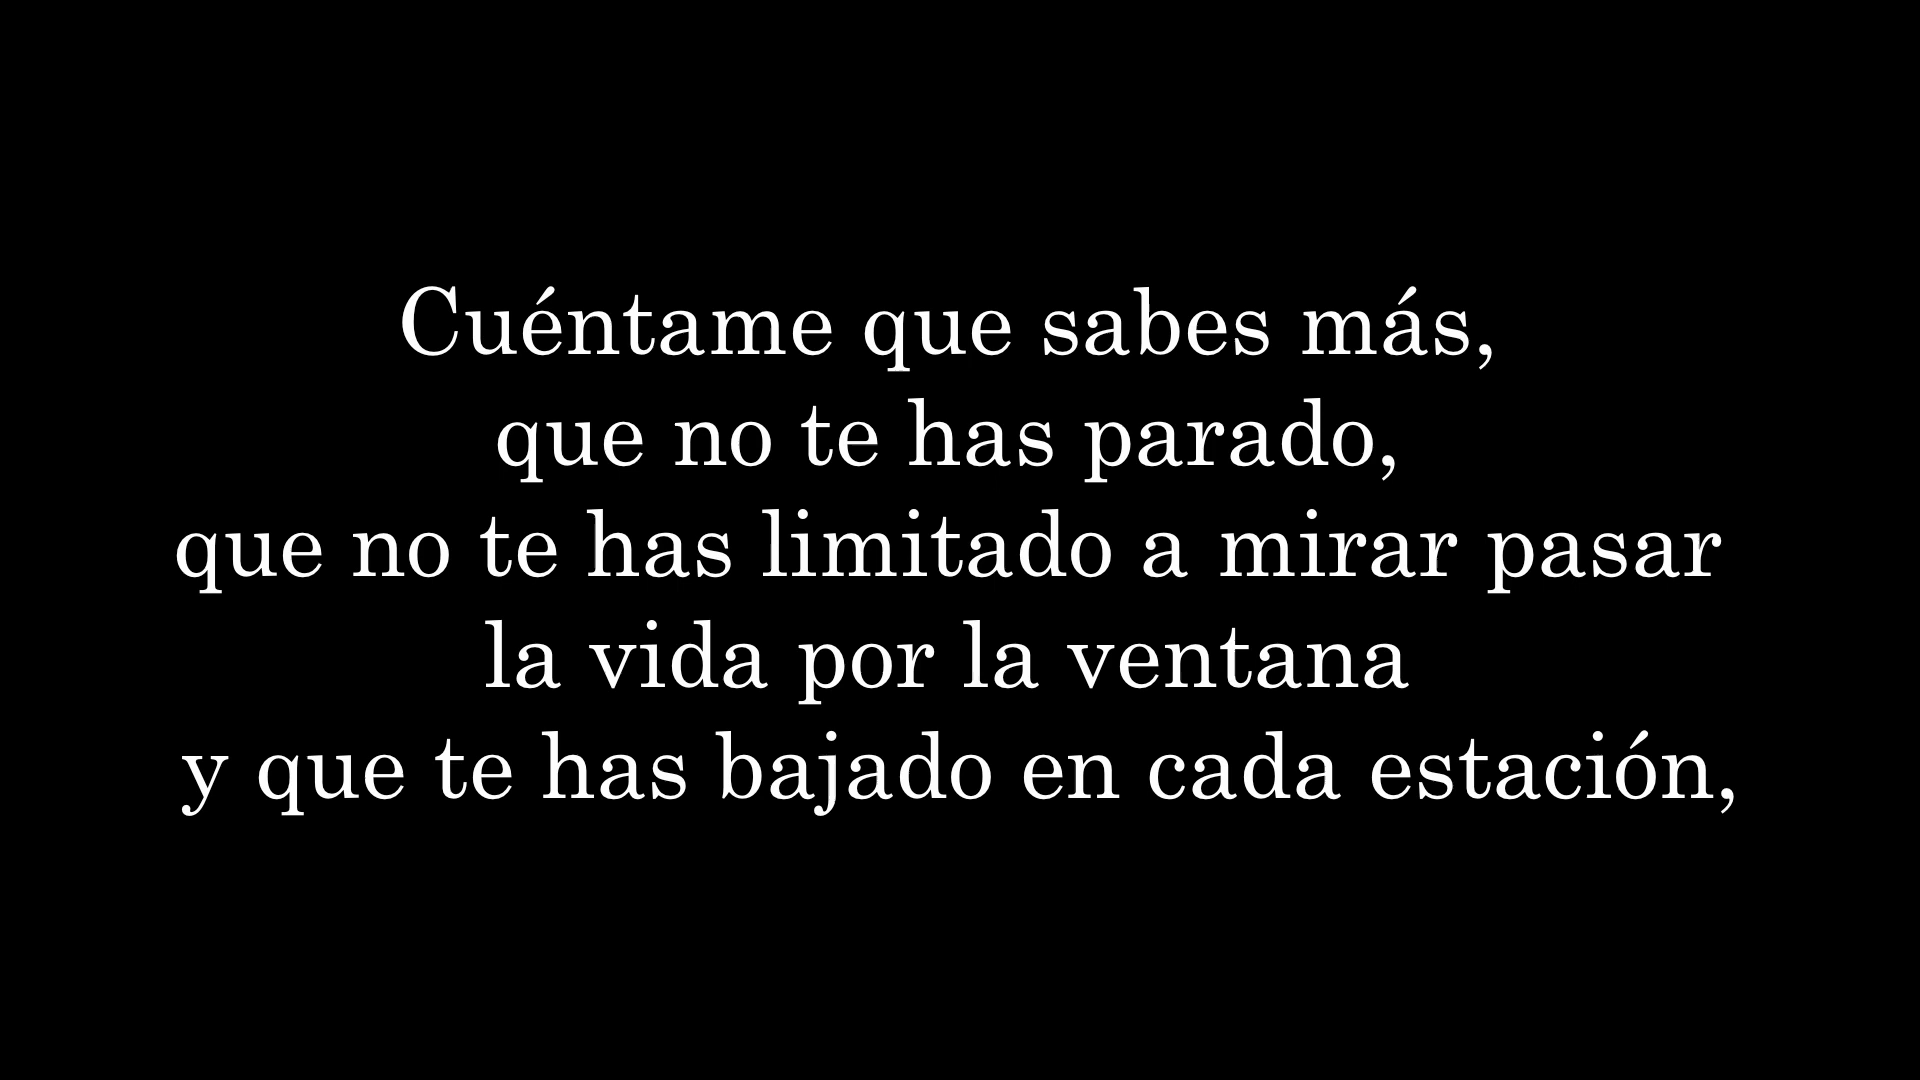 Cuéntame que sabes más,
que no te has parado,
que no te has limitado a mirar pasar
la vida por la ventana
y que te has bajado en cada estación,